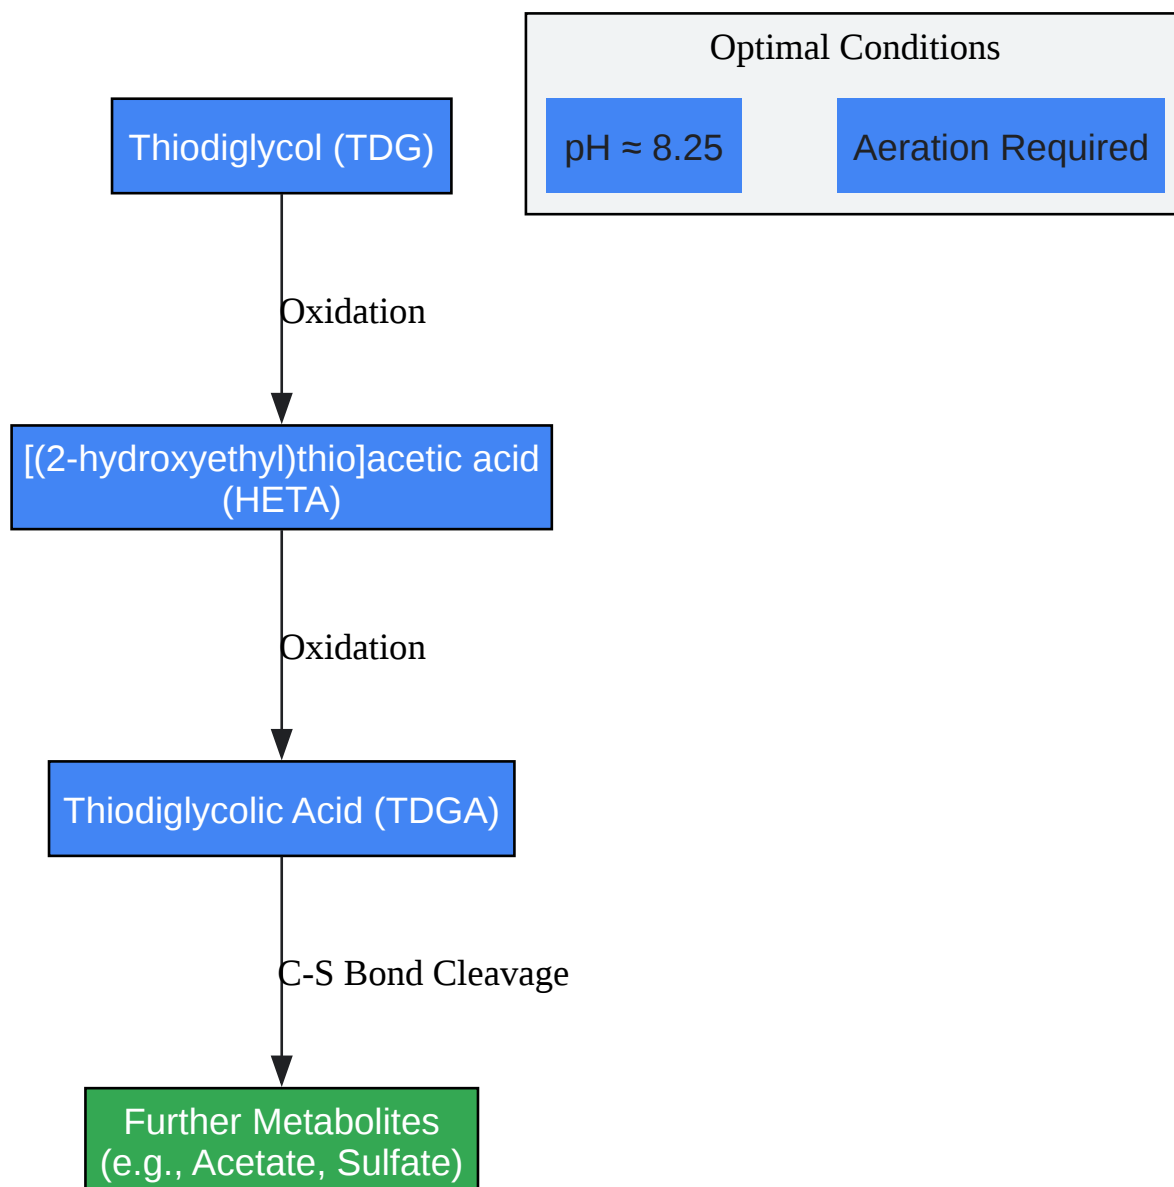 Optimal Conditions
pH ≈ 8.25
Aeration Required
Thiodiglycol (TDG)
Oxidation
[(2-hydroxyethyl)thio]acetic acid
(HETA)
Oxidation
Thiodiglycolic Acid (TDGA)
C-S Bond Cleavage
Further Metabolites
(e.g., Acetate, Sulfate)